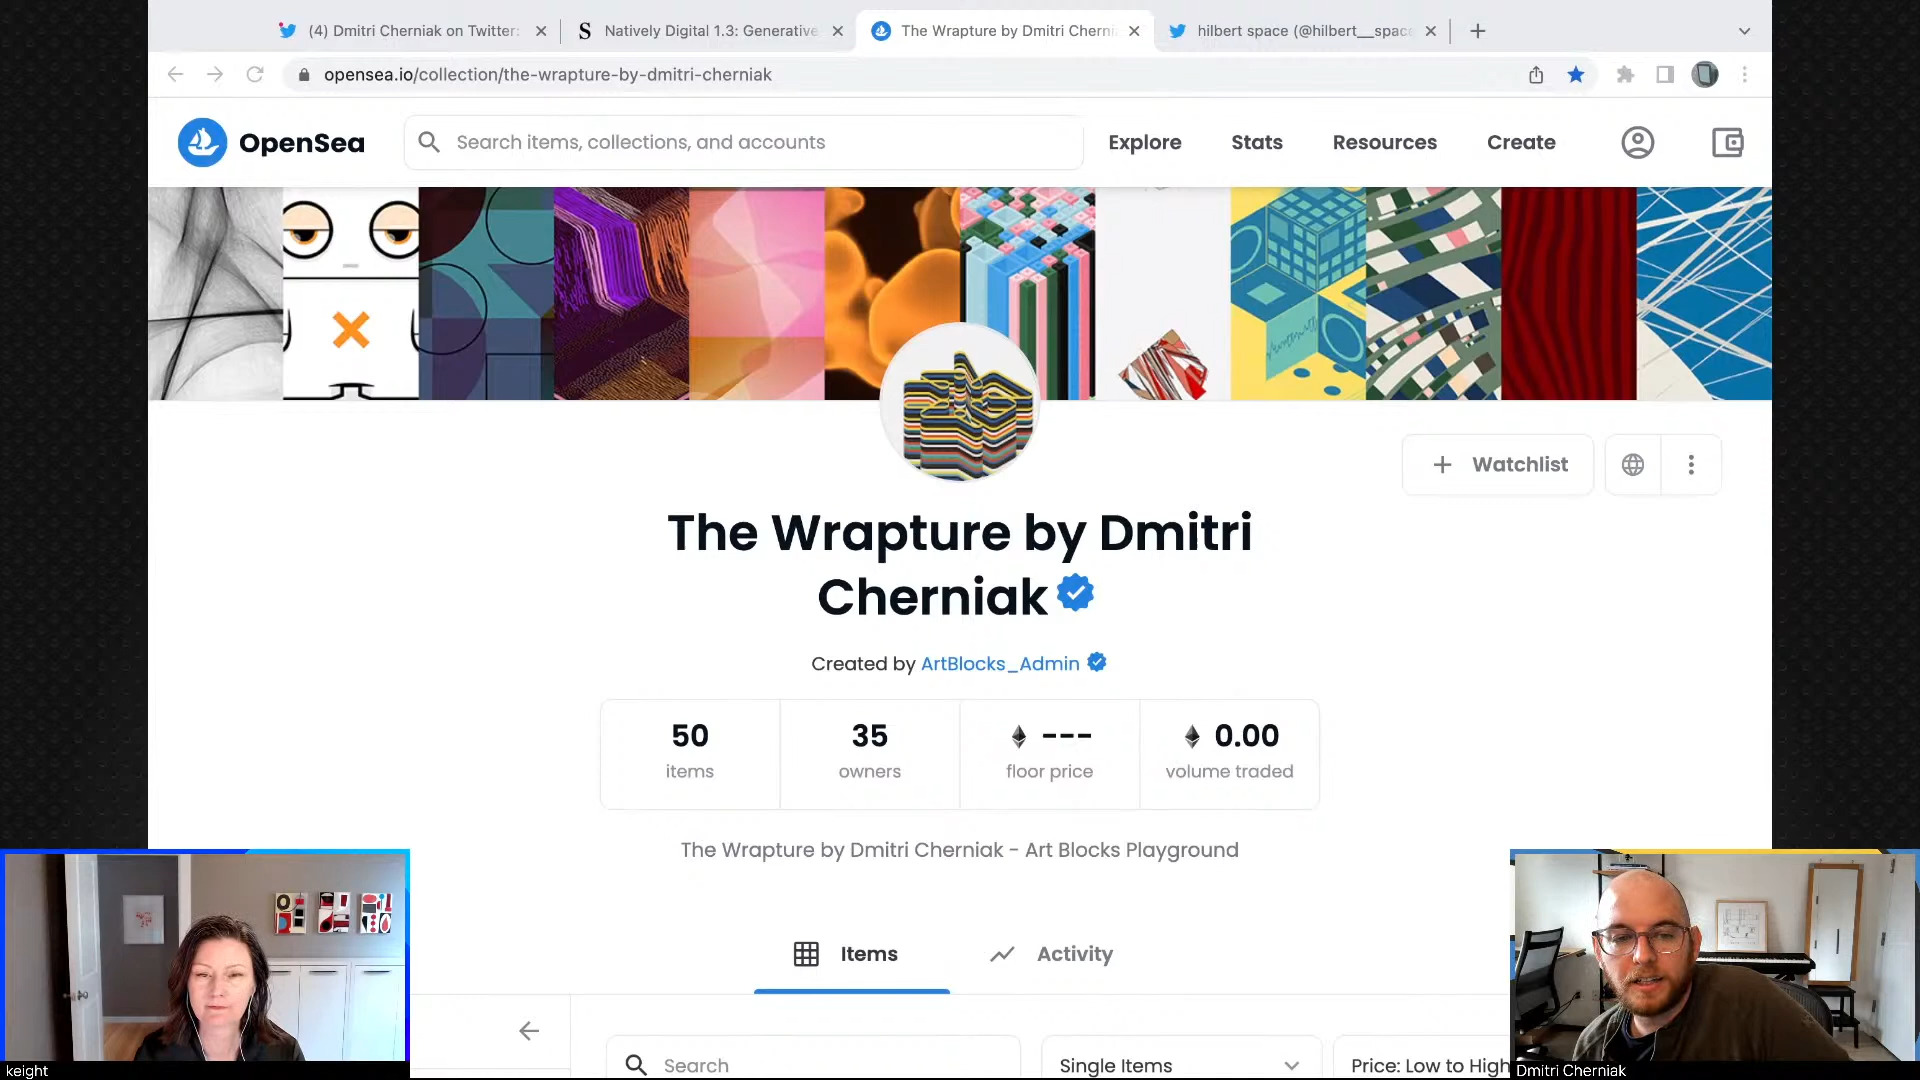 (4) Dmitri Cherniak on Twitter:
S Natively Digital 1.3: Generative
The Wrapture by Dmitri Cherni
hilbert space (@hilbert__spac
opensea.io/collection/the-wrapture-by-dmitri-cherniak
OpenSea
Search items, collections, and accounts
Explore
Stats
Resources
Create
+ Watchlist
The Wrapture by Dmitri
Cherniak
Created by ArtBlocks_Admin
50
35
---
0.00
items
owners
floor price
volume traded
The Wrapture by Dmitri Cherniak - Art Blocks Playground
Items
Activity
Search
Single Items
Price: Low to High
keight
Dmitri Cherniak